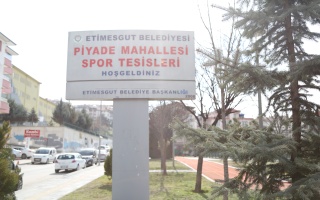 ETİMESGUT BELEDİYESİ
PİYADE MAHALLESİ
SPOR TESİSLERİ
HOŞGELDİNİZ
ETİMESGUT BELEDİYE BAŞKANLIĞI